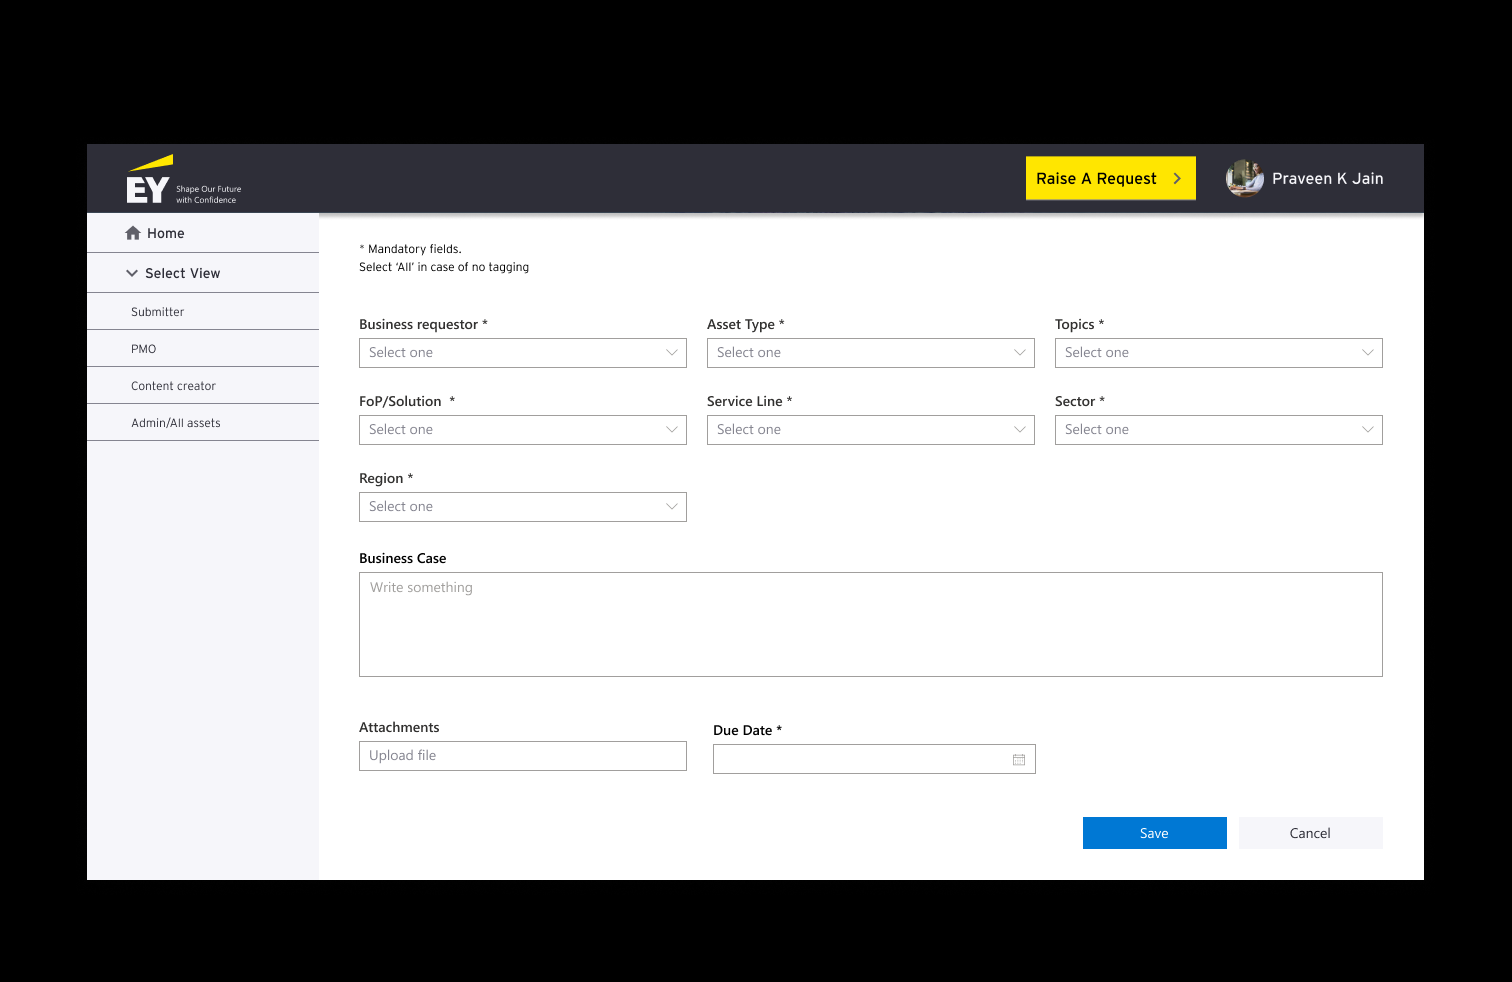 EY
Shape Our Future
with Confidence
Raise A Request
Praveen K Jain
Home
Select View
Submitter
PMO
Content creator
Admin/All assets
* Mandatory fields.
Select ‘All’ in case of no tagging
Business requestor *
Asset Type *
Topics *
Select one
Select one
Select one
FoP/Solution *
Service Line *
Sector *
Select one
Select one
Select one
Region *
Select one
Business Case
Write something
Attachments
Due Date *
Upload file
Save
Cancel